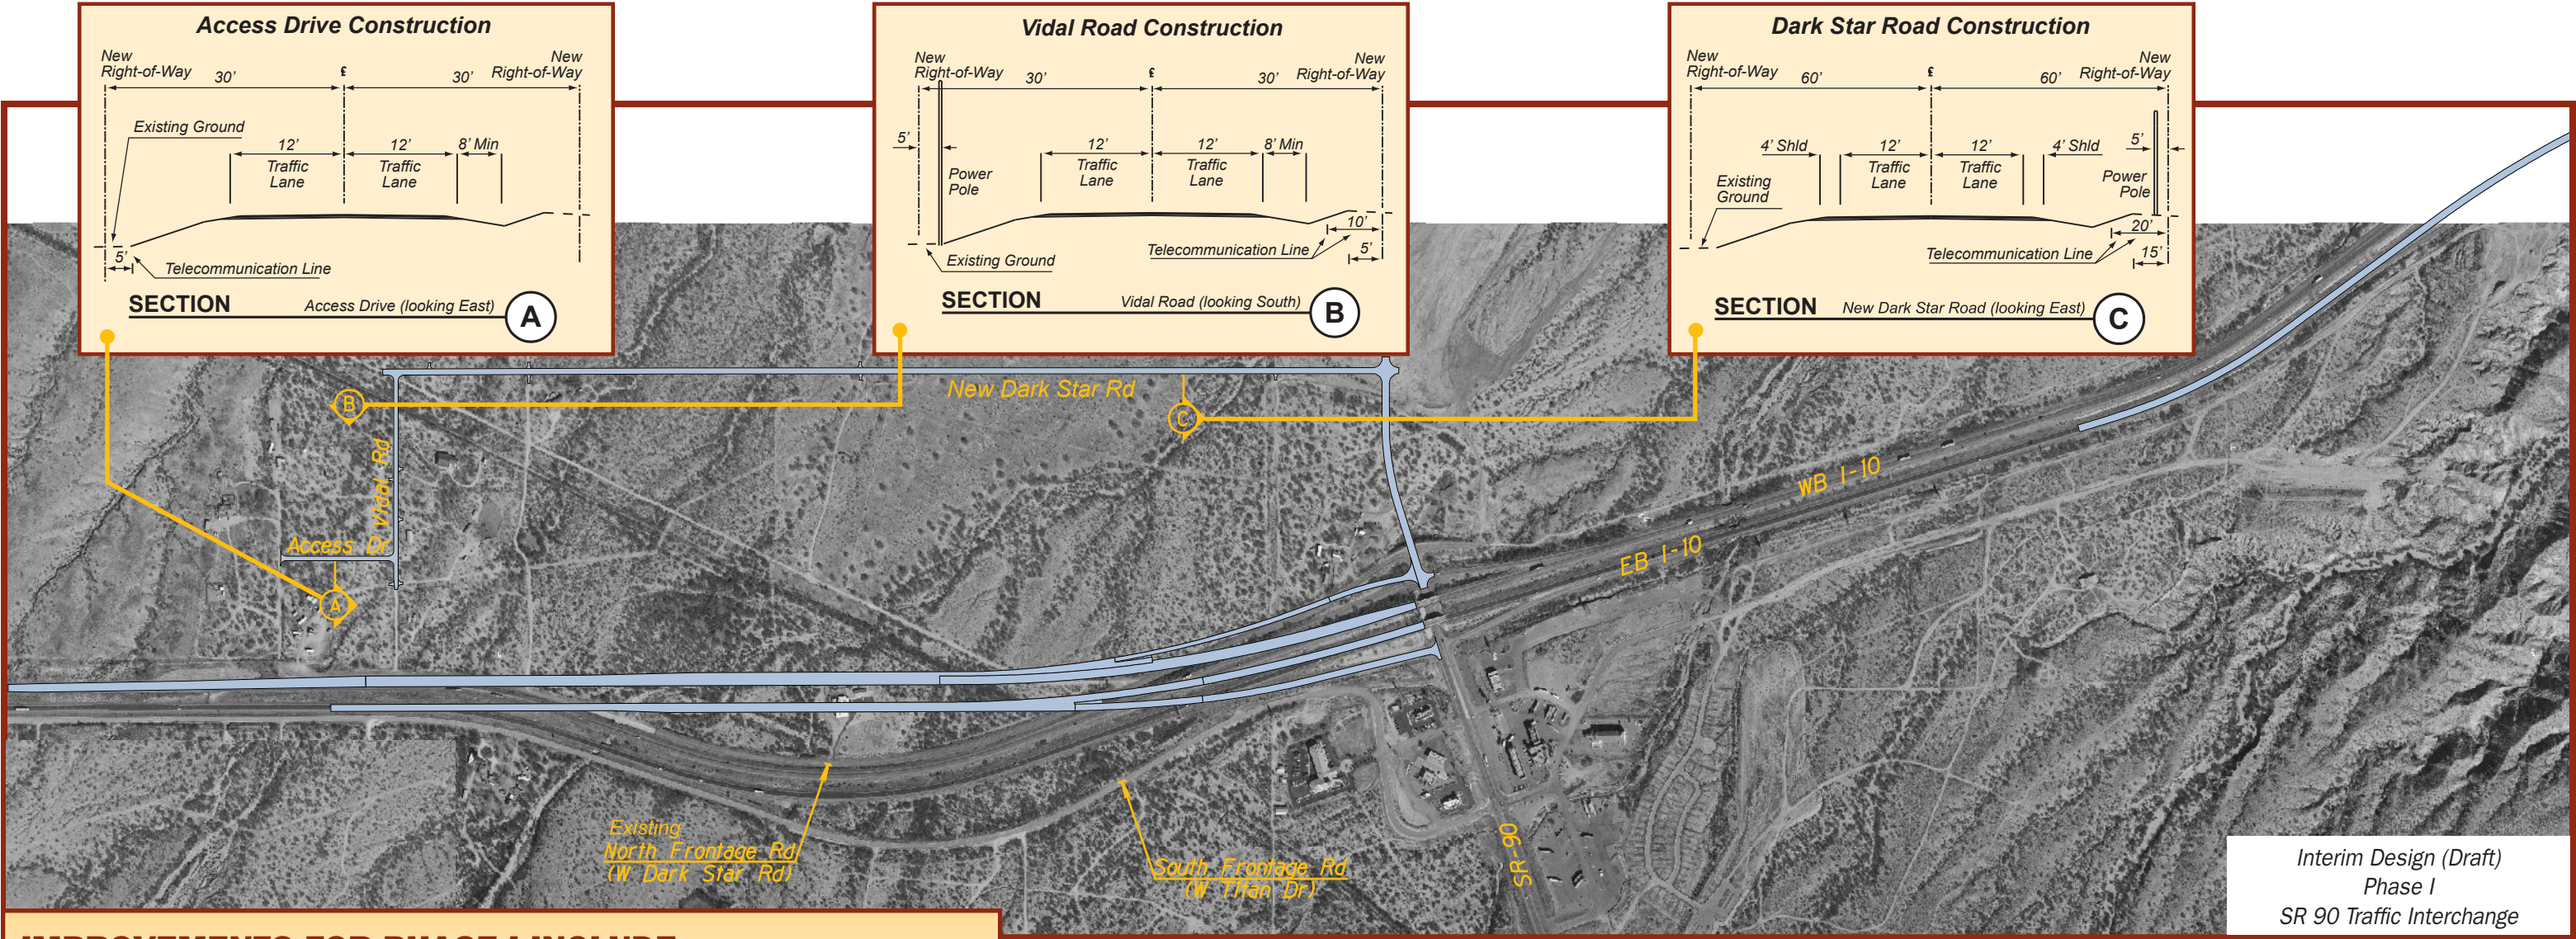 Access Drive Construction
New
Right-of-Way
30'
℄
30'
New
Right-of-Way
Existing Ground
12'
12'
8' Min
Traffic
Lane
Traffic
Lane
5'
Telecommunication Line
SECTION
Access Drive (looking East)
A
Vidal Road Construction
New
Right-of-Way
30'
℄
30'
New
Right-of-Way
5'
12'
12'
8' Min
Power
Pole
Traffic
Lane
Traffic
Lane
10'
Telecommunication Line
5'
Existing Ground
SECTION
Vidal Road (looking South)
B
Dark Star Road Construction
New
Right-of-Way
60'
℄
60'
New
Right-of-Way
4' Shld
12'
12'
4' Shld
5'
Traffic
Lane
Traffic
Lane
Power
Pole
Existing
Ground
20'
Telecommunication Line
15'
SECTION
New Dark Star Road (looking East)
C
New Dark Star Rd
B
C
Vidal Rd
Access Dr
A
WB I-10
EB I-10
Existing
North Frontage Rd
(W Dark Star Rd)
South Frontage Rd
(W Titan Dr)
SR-90
Interim Design (Draft)
Phase I
SR 90 Traffic Interchange
IMPROVEMENTS FOR PHASE I INCLUDE